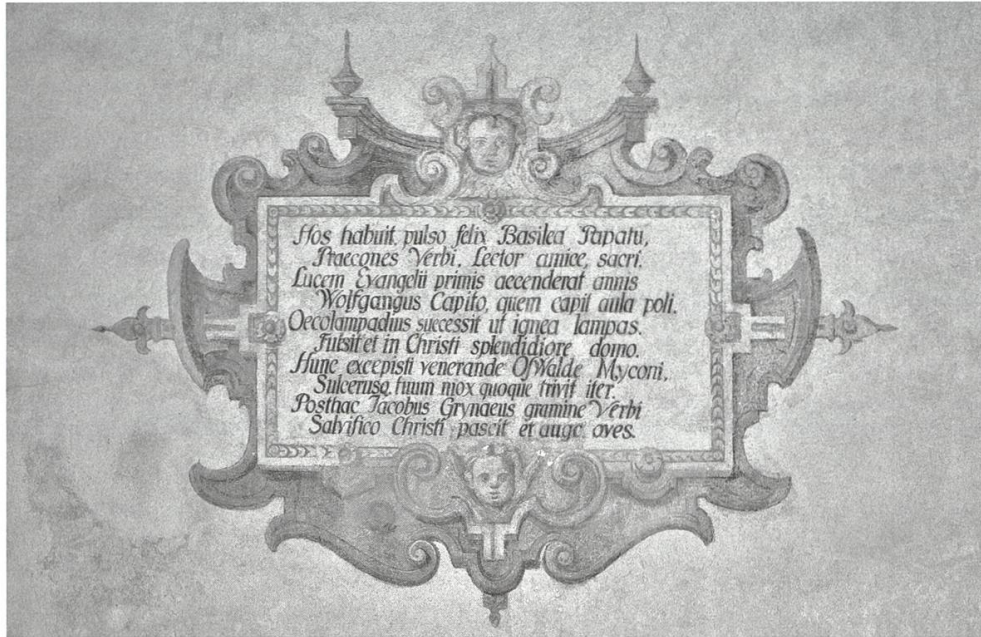 Hos habuit, pulso felix Basilea Papatu,
Praecones Verbi, Lector amice, sacri.
Lucem Evangelii primis accenderat annis
Wolfgangus Capito, quem capit aula poli.
Oecolampadius successit ut ignea lampas.
Fulsit et in Christi splendidiore domo.
Hunc excepisti venerande OsWalde Myconi,
Sulcerusq. tuum mox quoque trivit iter.
Posthac Jacobus Grynaeus gramine Verbi
Salvifico Christi pascit et auget oves.